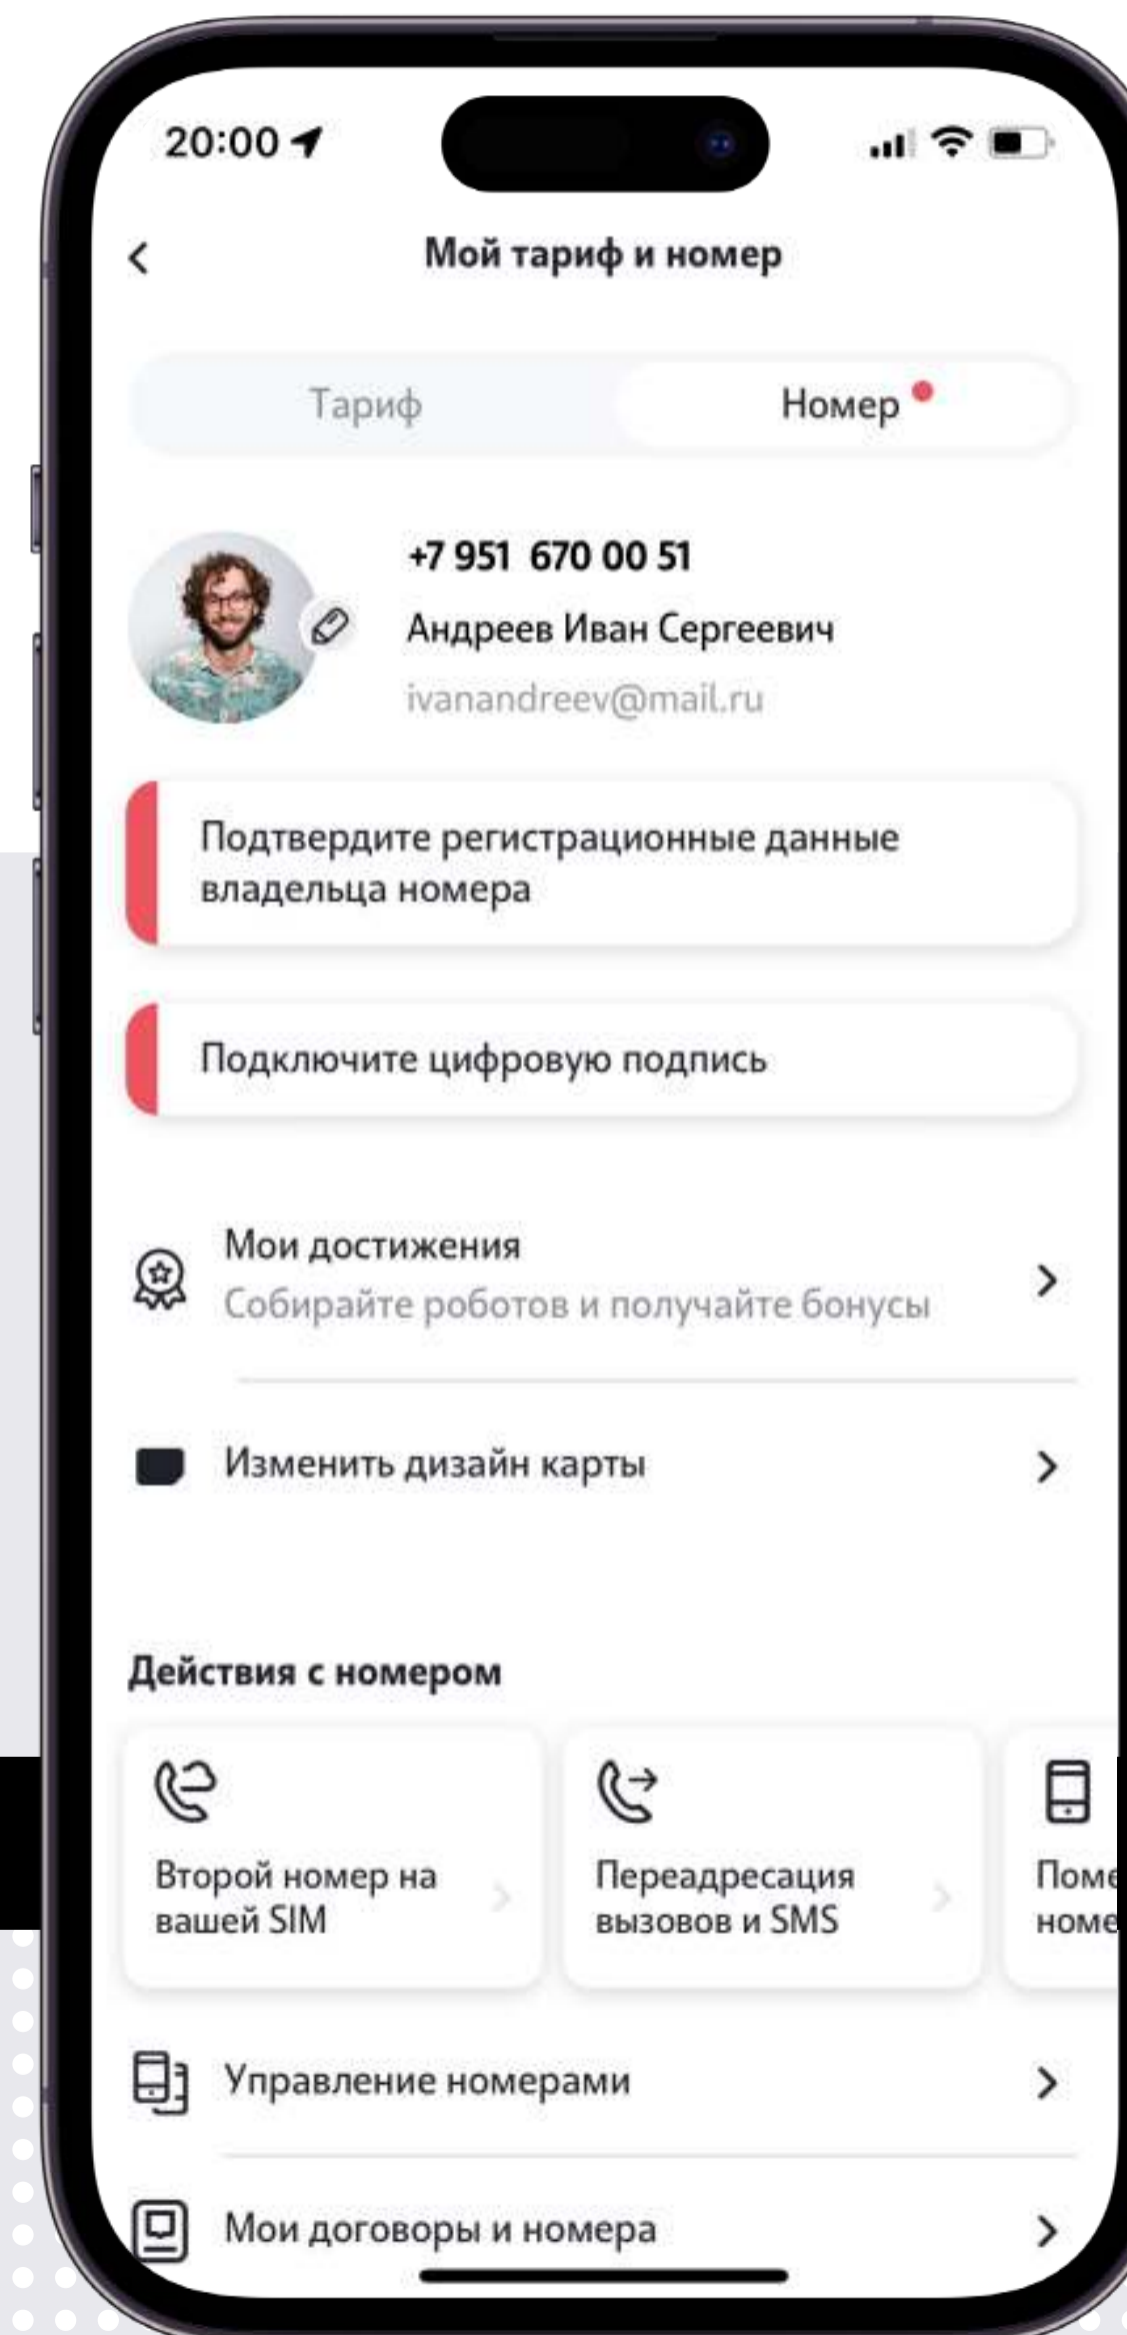 20:00
Мой тариф и номер
Тариф
Номер
+7 951 670 00 51
Андреев Иван Сергеевич
ivanandreev@mail.ru
Подтвердите регистрационные данные
владельца номера
Подключите цифровую подпись
Мои достижения
Собирайте роботов и получайте бонусы
Изменить дизайн карты
Действия с номером
Второй номер на
вашей SIM
Переадресация
вызовов и SMS
Управление номерами
Мои договоры и номера